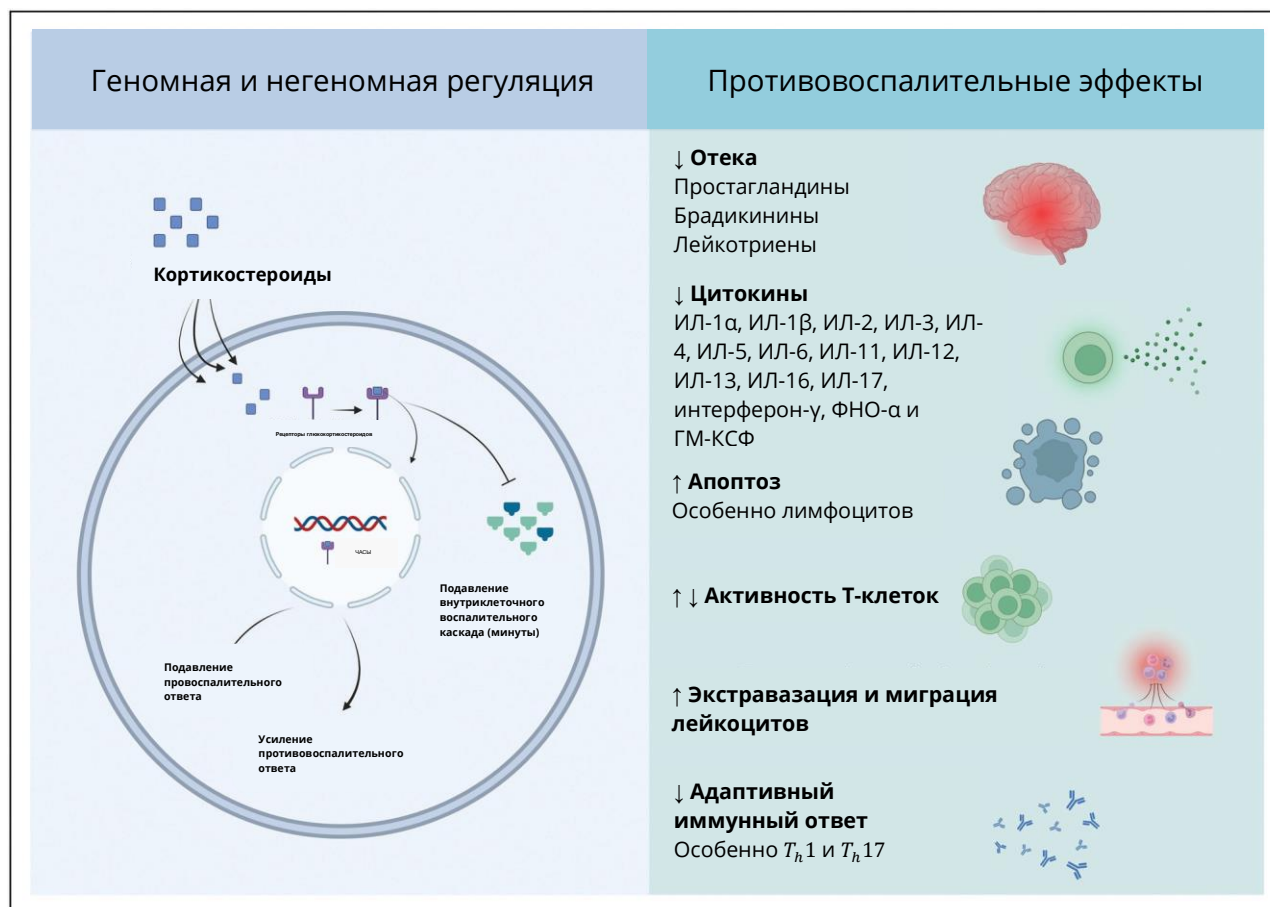 Геномная и негеномная регуляция
Противовоспалительные эффекты
Кортикостероиды
Рецепторы глюкокортикостероидов
ЧАСЫ
Подавление
внутриклеточного
воспалительного
каскада (минуты)
Подавление
провоспалительного
ответа
Усиление
противовоспалительного
ответа
↓ Отека
Простагландины
Брадикинины
Лейкотриены
↓ Цитокины
ИЛ-1α, ИЛ-1β, ИЛ-2, ИЛ-3, ИЛ-
4, ИЛ-5, ИЛ-6, ИЛ-11, ИЛ-12,
ИЛ-13, ИЛ-16, ИЛ-17,
интерферон-γ, ФНО-α и
ГМ-КСФ
↑ Апоптоз
Особенно лимфоцитов
↑ ↓ Активность Т-клеток
↑ Экстравазация и миграция
лейкоцитов
↓ Адаптивный
иммунный ответ
Особенно Tₕ1 и Tₕ17